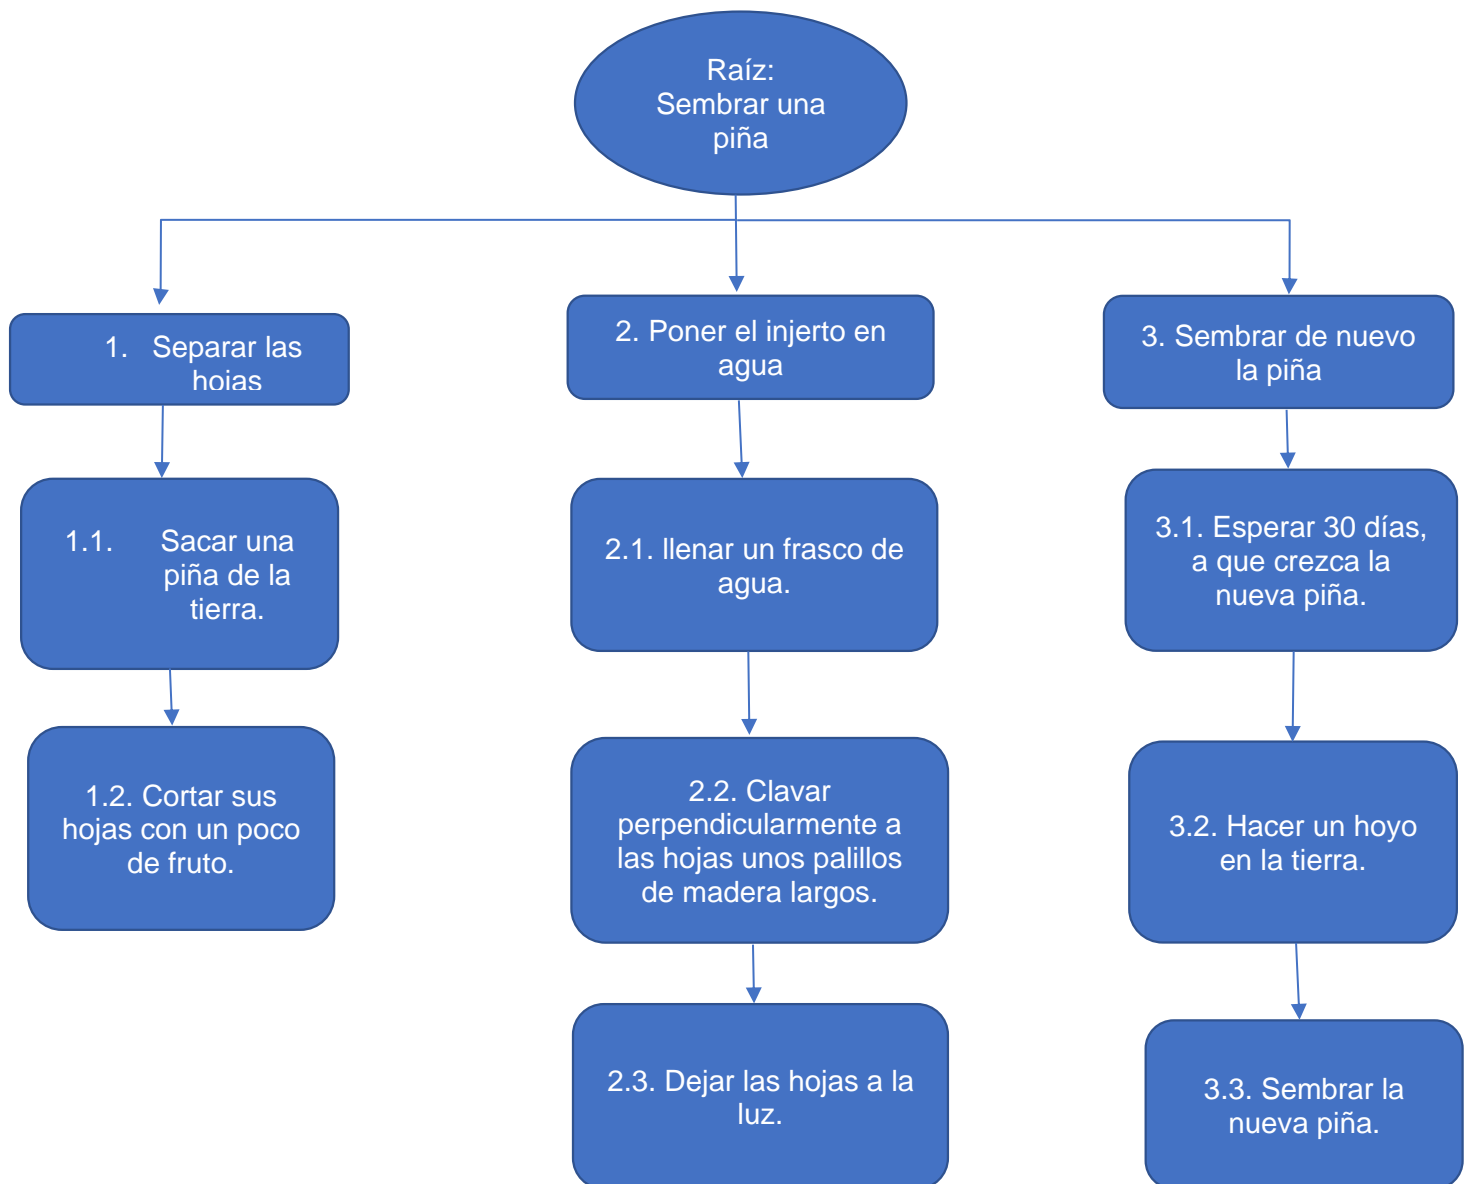 Raíz:
Sembrar una
piña
1. Separar las
hojas
2. Poner el injerto en
agua
3. Sembrar de nuevo
la piña
1.1. Sacar una
piña de la
tierra.
2.1. llenar un frasco de
agua.
3.1. Esperar 30 días,
a que crezca la
nueva piña.
1.2. Cortar sus
hojas con un poco
de fruto.
2.2. Clavar
perpendicularmente a
las hojas unos palillos
de madera largos.
3.2. Hacer un hoyo
en la tierra.
2.3. Dejar las hojas a la
luz.
3.3. Sembrar la
nueva piña.